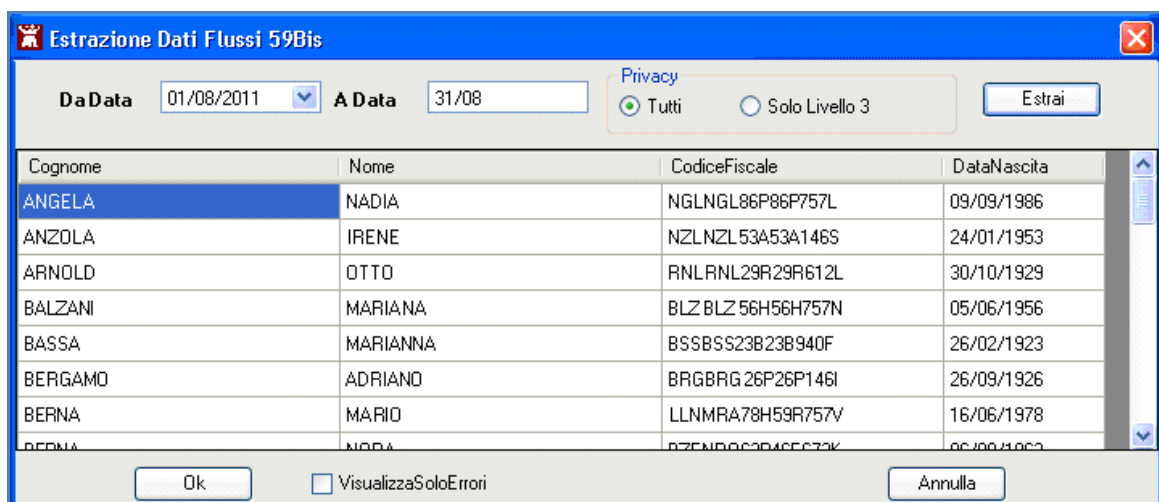 Estrazione Dati Flussi 59Bis
Privacy
Da Data 01/08/2011 A Data 31/08 Tutti Solo Livello 3 Estrai
Cognome Nome CodiceFiscale DataNascita
ANGELA NADIA NGLNGL86P86P757L 09/09/1986
ANZOLA IRENE NZLNZL53A53A146S 24/01/1953
ARNOLD OTTO RNLRNL29R29R612L 30/10/1929
BALZANI MARIANA BLZBLZ56H56H757N 05/06/1956
BASSA MARIANNA BSSBSS23B23B940F 26/02/1923
BERGAMO ADRIANO BRGBRG26P26P146I 26/09/1926
BERNA MARIO LLNMRA78H59R757V 16/06/1978
Ok VisualizzaSoloErrori Annulla